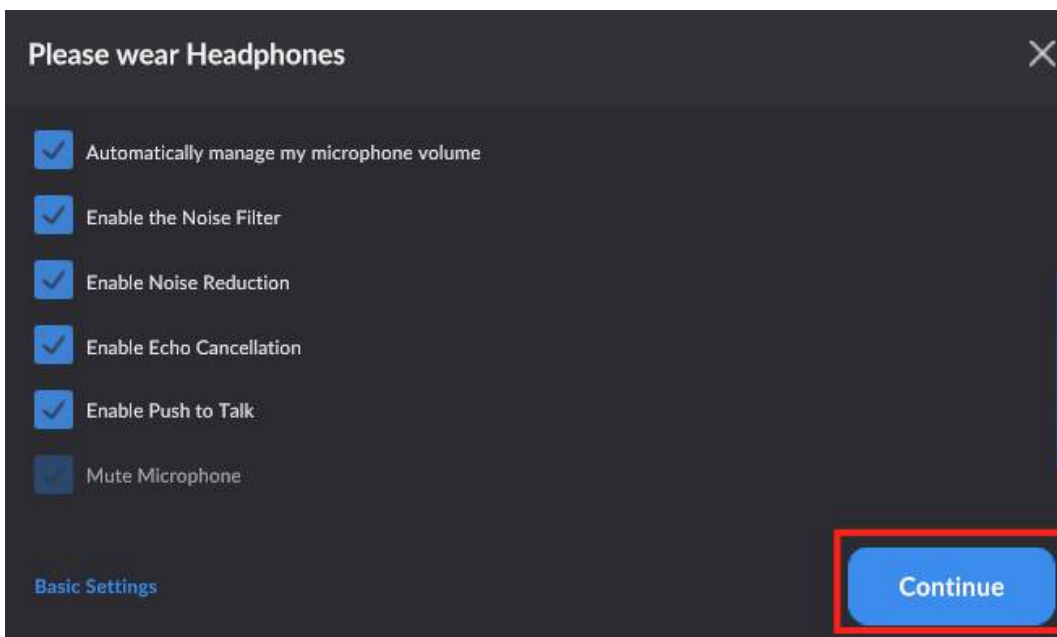 Please wear Headphones
Automatically manage my microphone volume
Enable the Noise Filter
Enable Noise Reduction
Enable Echo Cancellation
Enable Push to Talk
Mute Microphone
Basic Settings
Continue